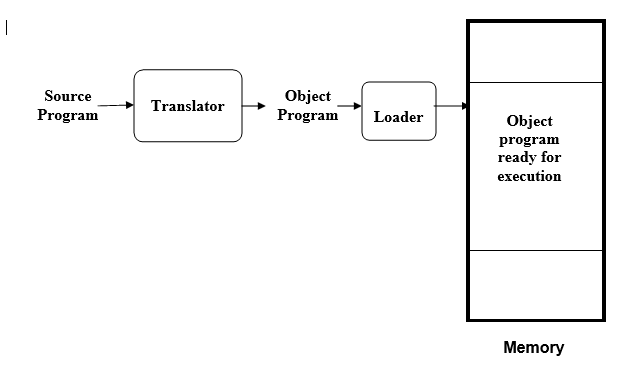 Source
Program
Translator
Object
Program
Loader
Object
program
ready for
execution
Memory